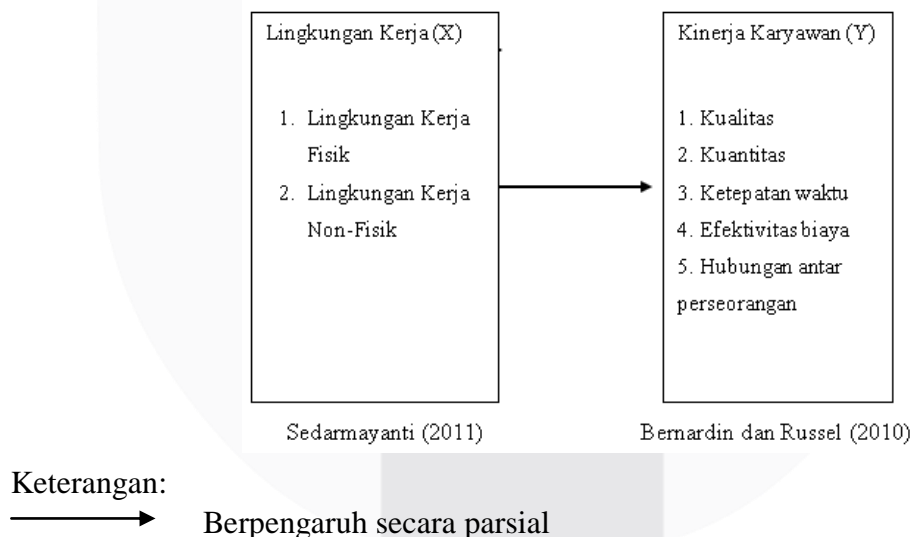 Lingkungan Kerja (X)
1. Lingkungan Kerja
Fisik
2. Lingkungan Kerja
Non-Fisik
Kinerja Karyawan (Y)
1. Kualitas
2. Kuantitas
3. Ketepatan waktu
4. Efektivitas biaya
5. Hubungan antar
perseorangan
Sedarmayanti (2011)
Bernardin dan Russel (2010)
Keterangan:
Berpengaruh secara parsial